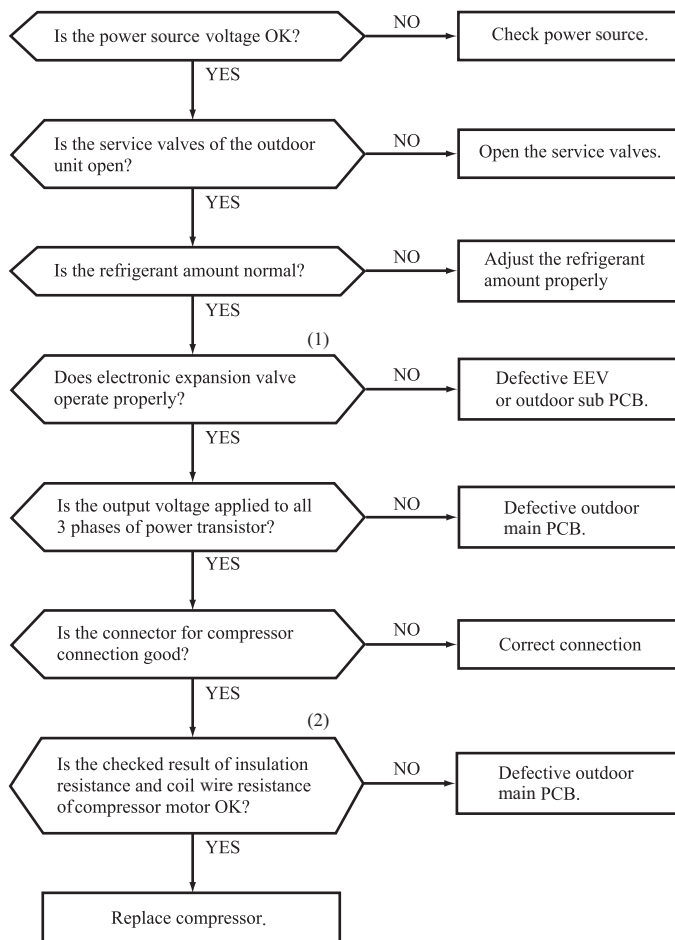 Is the power source voltage OK?
NO
Check power source.
YES
Is the service valves of the outdoor
unit open?
NO
Open the service valves.
YES
Is the refrigerant amount normal?
NO
Adjust the refrigerant
amount properly
YES
(1)
Does electronic expansion valve
operate properly?
NO
Defective EEV
or outdoor sub PCB.
YES
Is the output voltage applied to all
3 phases of power transistor?
NO
Defective outdoor
main PCB.
YES
Is the connector for compressor
connection good?
NO
Correct connection
YES
(2)
Is the checked result of insulation
resistance and coil wire resistance
of compressor motor OK?
NO
Defective outdoor
main PCB.
YES
Replace compressor.